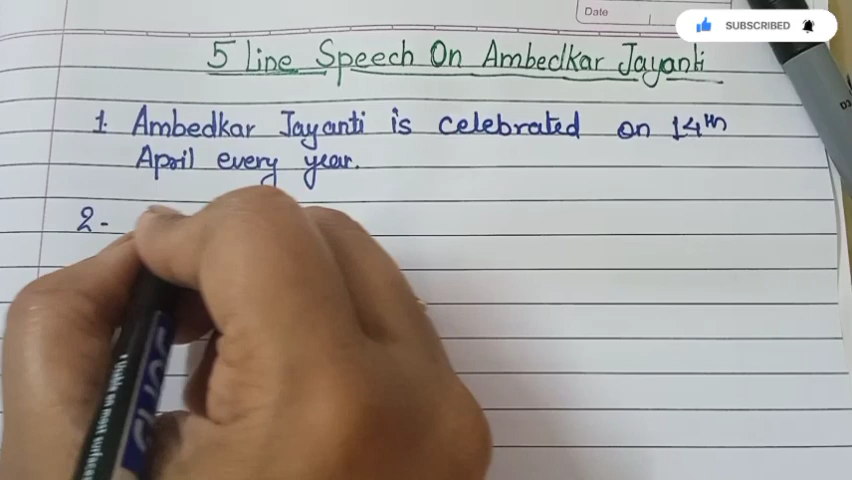 Date
SUBSCRIBED
5 Line Speech On Ambedkar Jayanti
1. Ambedkar Jayanti is celebrated on 14th
April every year.
2-